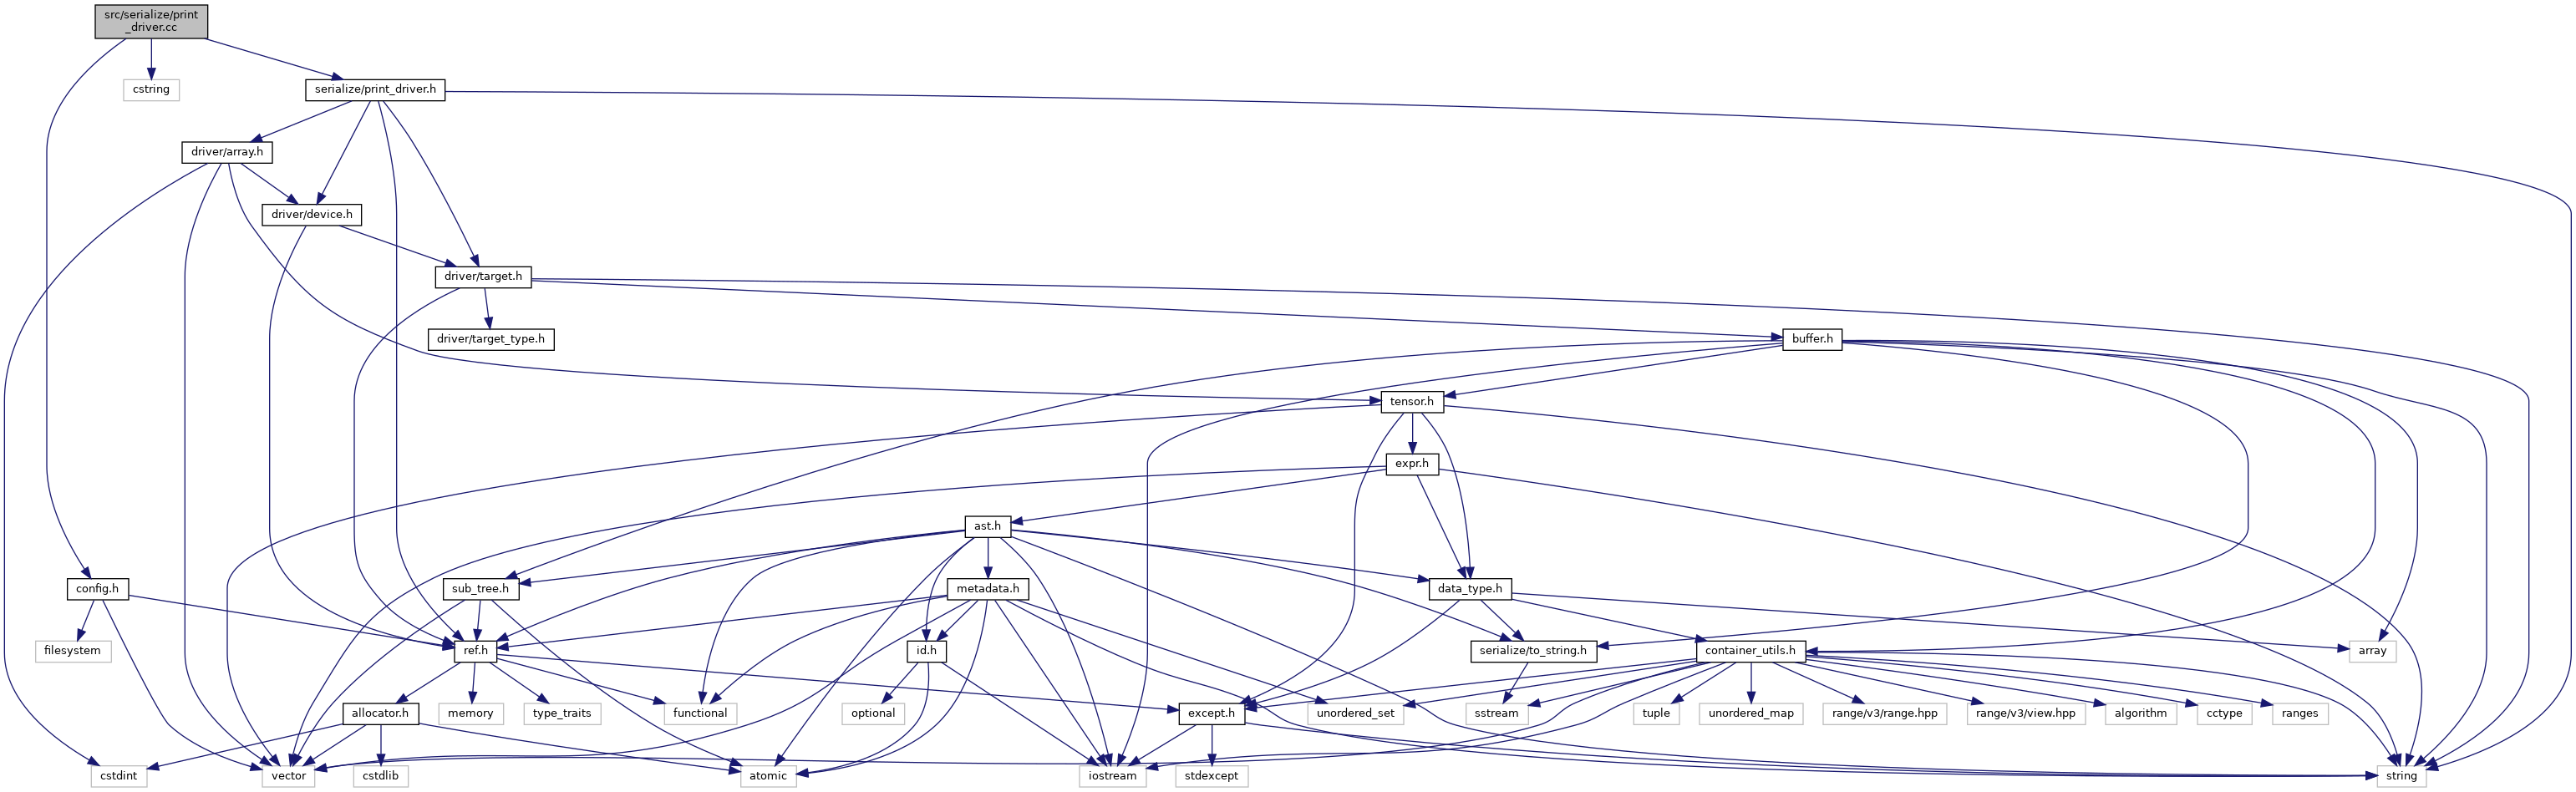 src/serialize/print
_driver.cc
cstring
serialize/print_driver.h
driver/array.h
driver/device.h
driver/target.h
driver/target_type.h
buffer.h
tensor.h
expr.h
ast.h
config.h
sub_tree.h
metadata.h
data_type.h
filesystem
ref.h
id.h
serialize/to_string.h
container_utils.h
array
allocator.h
memory
type_traits
functional
optional
except.h
unordered_set
sstream
tuple
unordered_map
range/v3/range.hpp
range/v3/view.hpp
algorithm
cctype
ranges
cstdint
vector
cstdlib
atomic
iostream
stdexcept
string